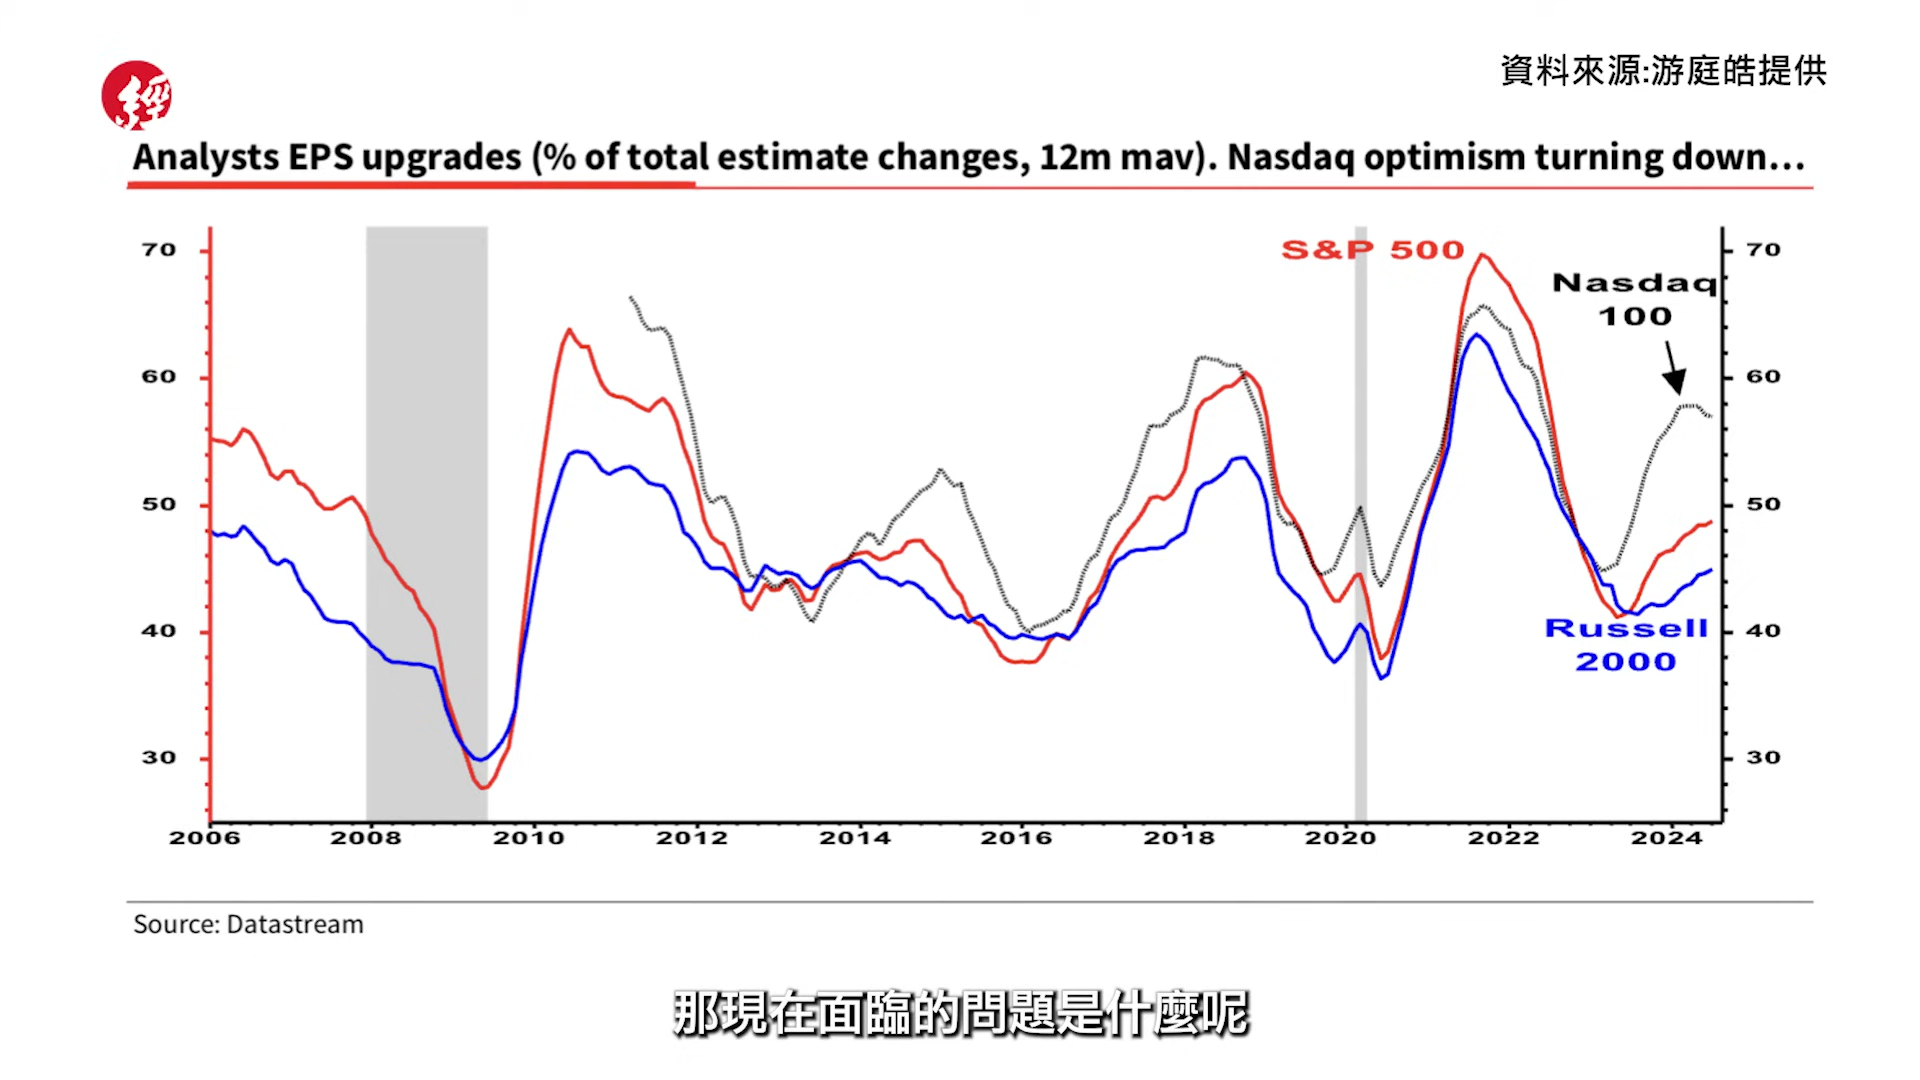 經
資料來源:游庭皓提供
Analysts EPS upgrades (% of total estimate changes, 12m mav). Nasdaq optimism turning down...
70
60
50
40
30
S&P 500
Nasdaq
100
Russell
2000
70
60
50
40
30
2006 2008 2010 2012 2014 2016 2018 2020 2022 2024
Source: Datastream
那現在面臨的問題是什麼呢